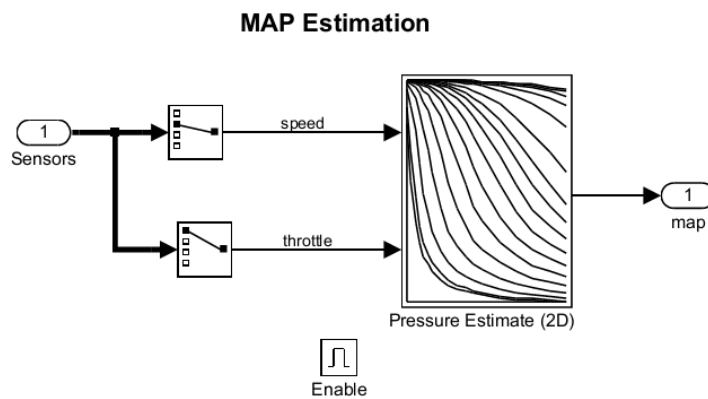 MAP Estimation
speed
1
Sensors
throttle
1
map
Pressure Estimate (2D)
Enable